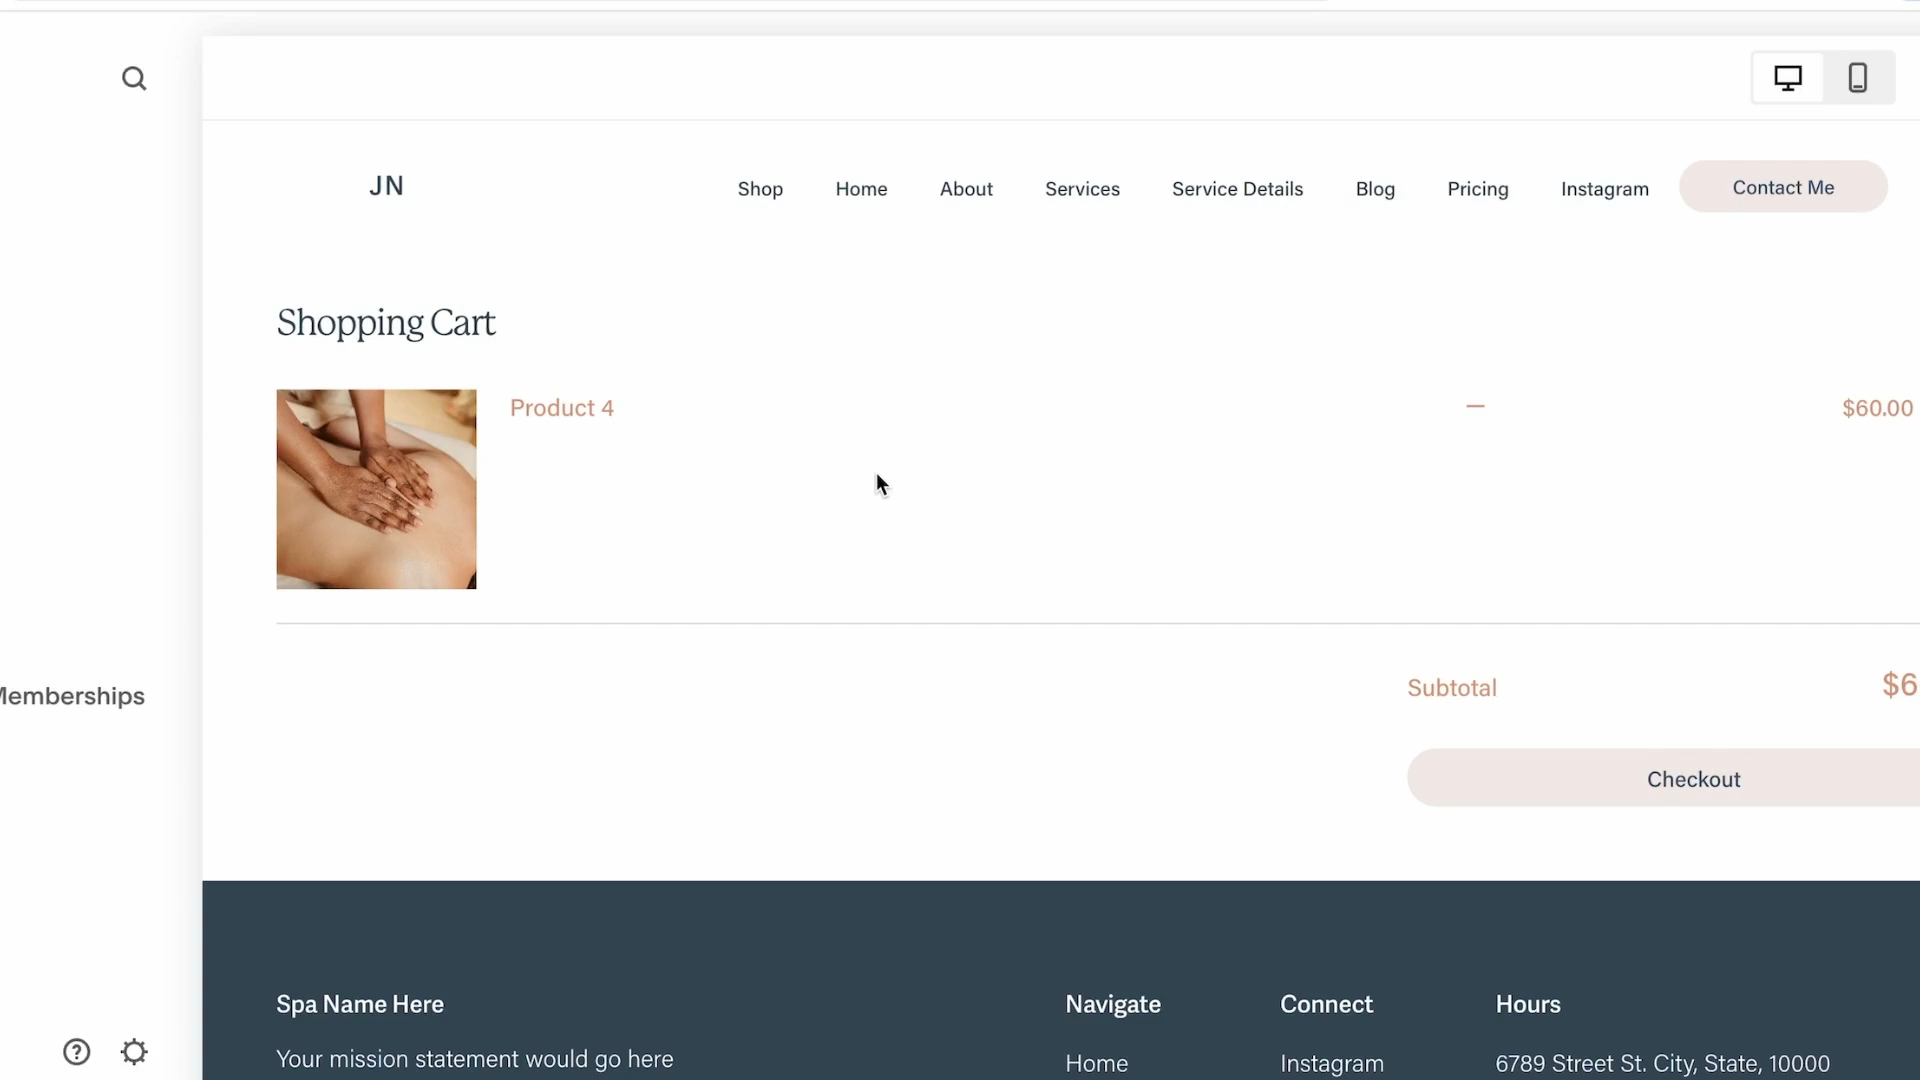 JN
Shop Home About Services Service Details Blog Pricing Instagram Contact Me
Shopping Cart
Product 4 — $60.00
Memberships
Subtotal $6
Checkout
Spa Name Here
Your mission statement would go here
Navigate
Home
Connect
Instagram
Hours
6789 Street St. City, State, 10000